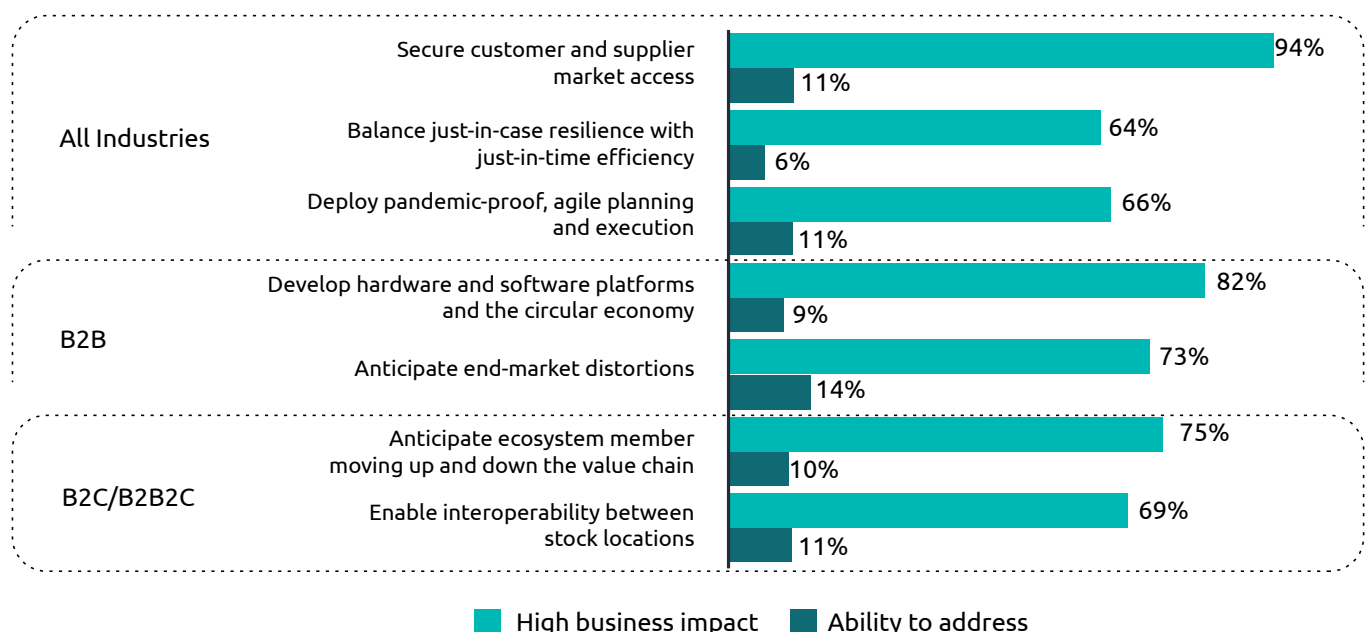 Secure customer and supplier
market access
94%
11%
All Industries
Balance just-in-case resilience with
just-in-time efficiency
64%
6%
Deploy pandemic-proof, agile planning
and execution
66%
11%
Develop hardware and software platforms
and the circular economy
82%
9%
B2B
Anticipate end-market distortions
73%
14%
Anticipate ecosystem member
moving up and down the value chain
75%
10%
B2C/B2B2C
Enable interoperability between
stock locations
69%
11%
High business impact
Ability to address